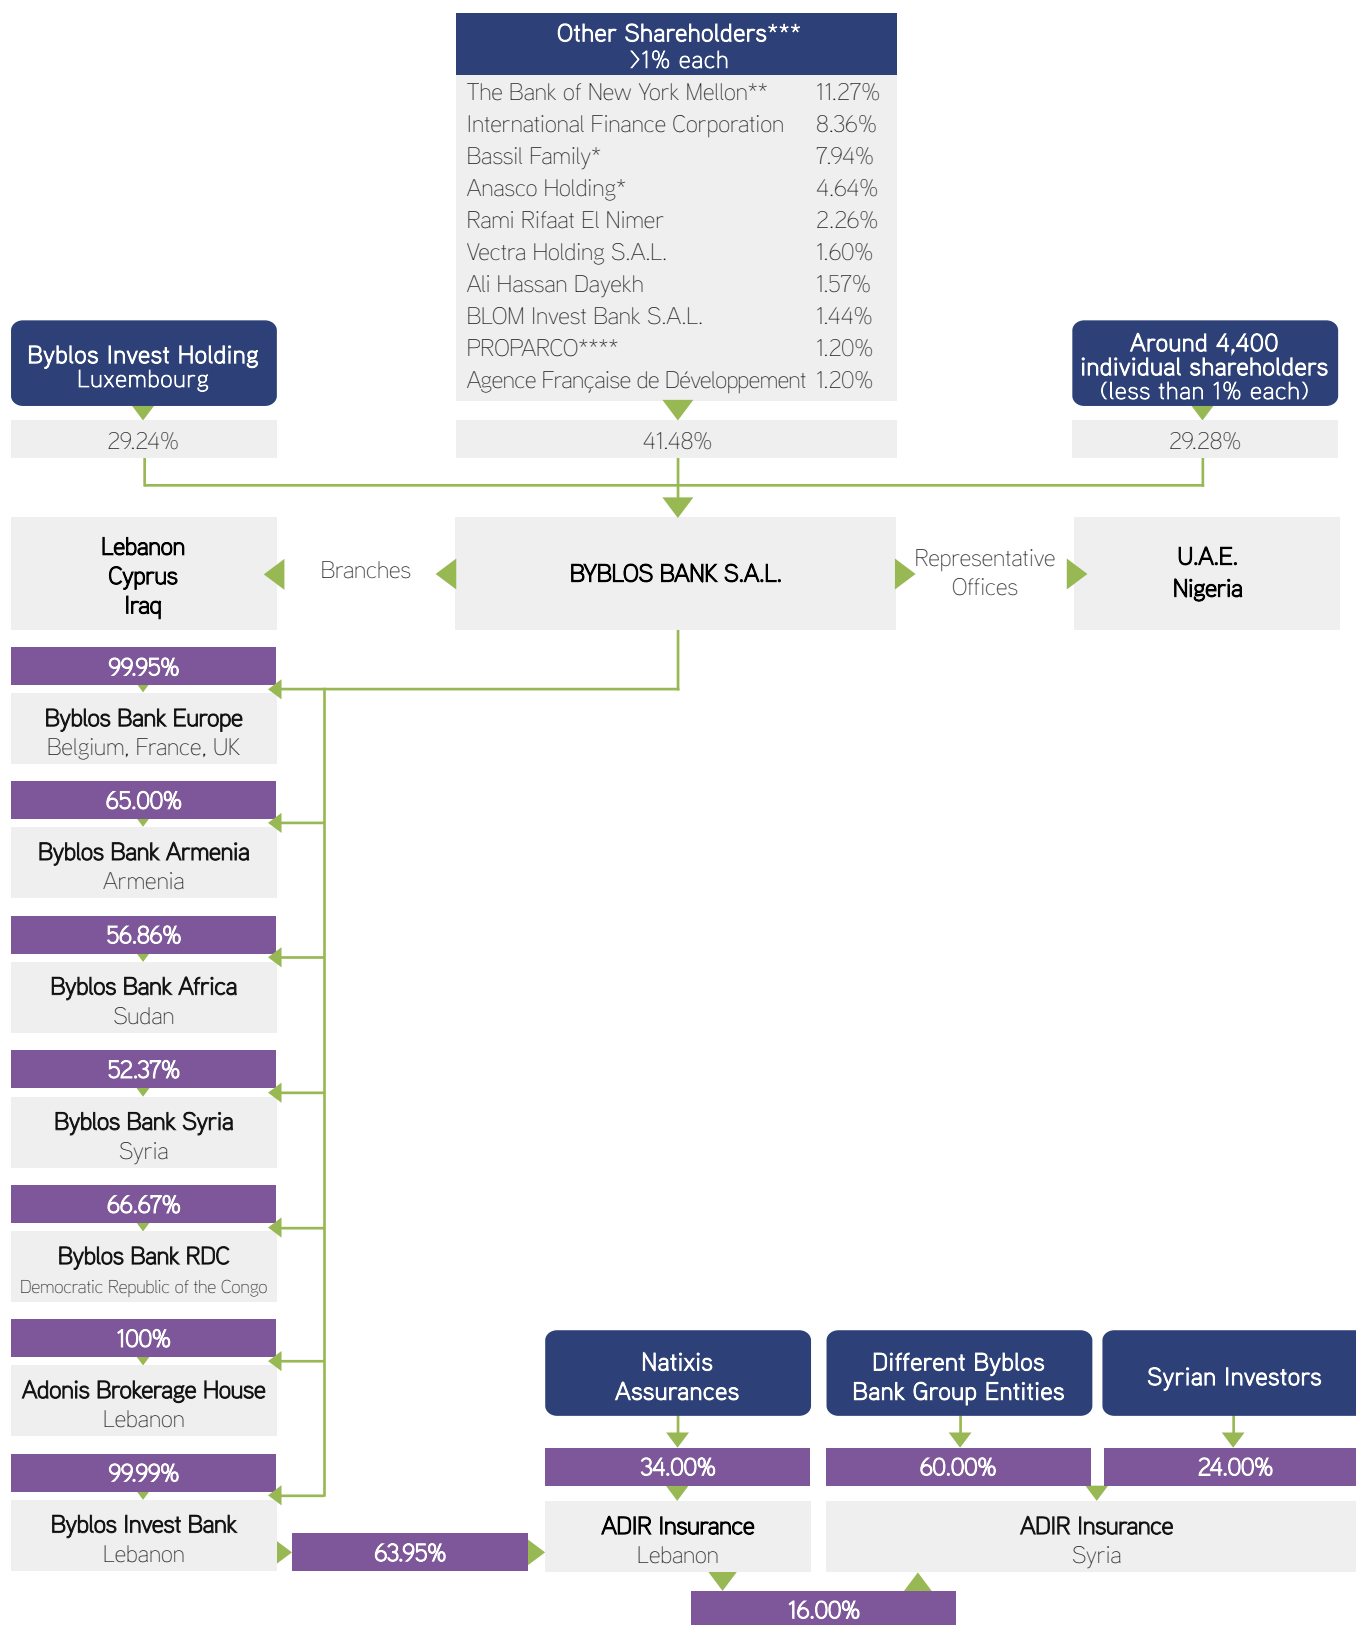 Other Shareholders***
>1% each
The Bank of New York Mellon** 11.27%
International Finance Corporation 8.36%
Bassil Family* 7.94%
Anasco Holding* 4.64%
Rami Rifaat El Nimer 2.26%
Vectra Holding S.A.L. 1.60%
Ali Hassan Dayekh 1.57%
BLOM Invest Bank S.A.L. 1.44%
PROPARCO**** 1.20%
Agence Française de Développement 1.20%
Byblos Invest Holding
Luxembourg
Around 4,400
individual shareholders
(less than 1% each)
29.24%
41.48%
29.28%
Lebanon
Cyprus
Iraq
Branches
BYBLOS BANK S.A.L.
Representative
Offices
U.A.E.
Nigeria
99.95%
Byblos Bank Europe
Belgium, France, UK
65.00%
Byblos Bank Armenia
Armenia
56.86%
Byblos Bank Africa
Sudan
52.37%
Byblos Bank Syria
Syria
66.67%
Byblos Bank RDC
Democratic Republic of the Congo
100%
Adonis Brokerage House
Lebanon
99.99%
Byblos Invest Bank
Lebanon
63.95%
Natixis
Assurances
34.00%
ADIR Insurance
Lebanon
Different Byblos
Bank Group Entities
60.00%
Syrian Investors
24.00%
ADIR Insurance
Syria
16.00%